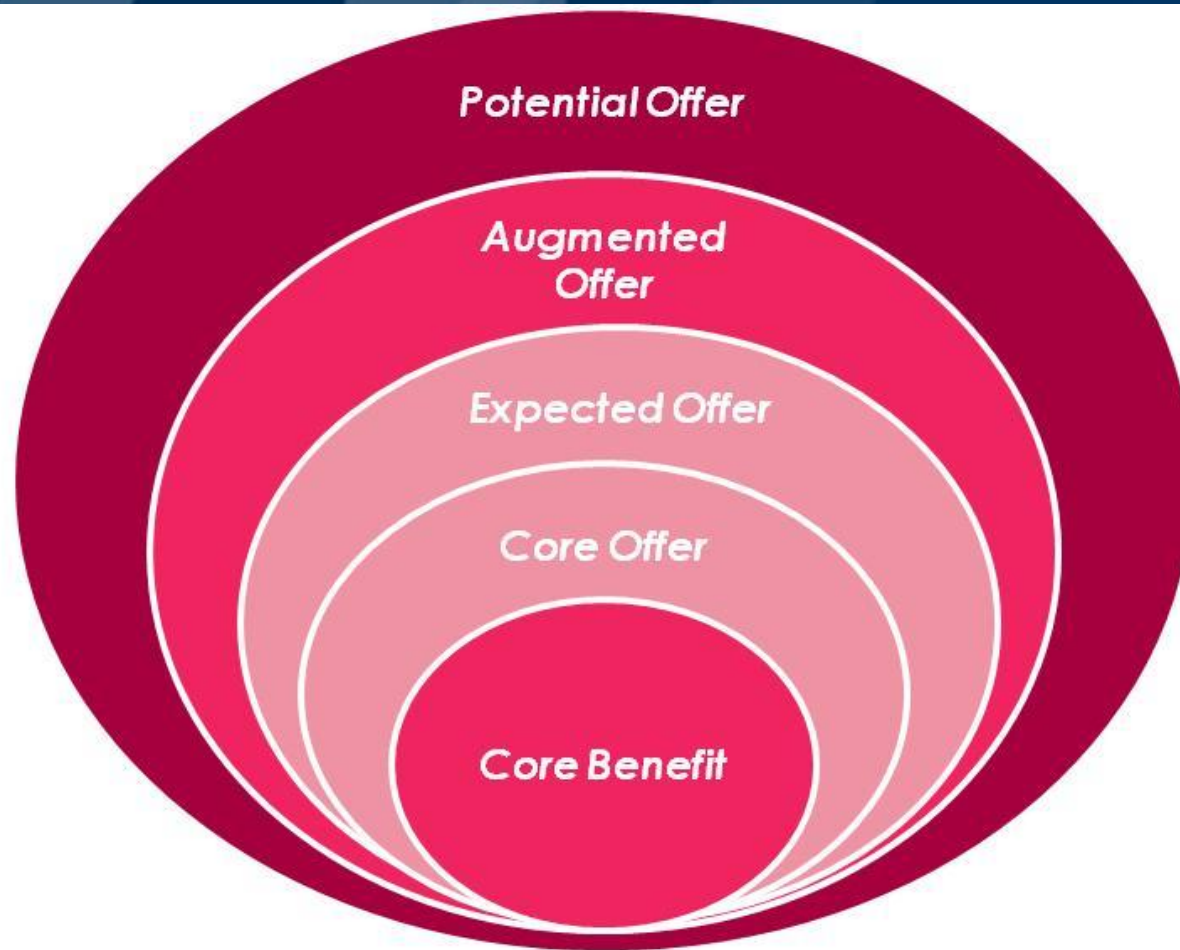 Potential Offer
Augmented
Offer
Expected Offer
Core Offer
Core Benefit